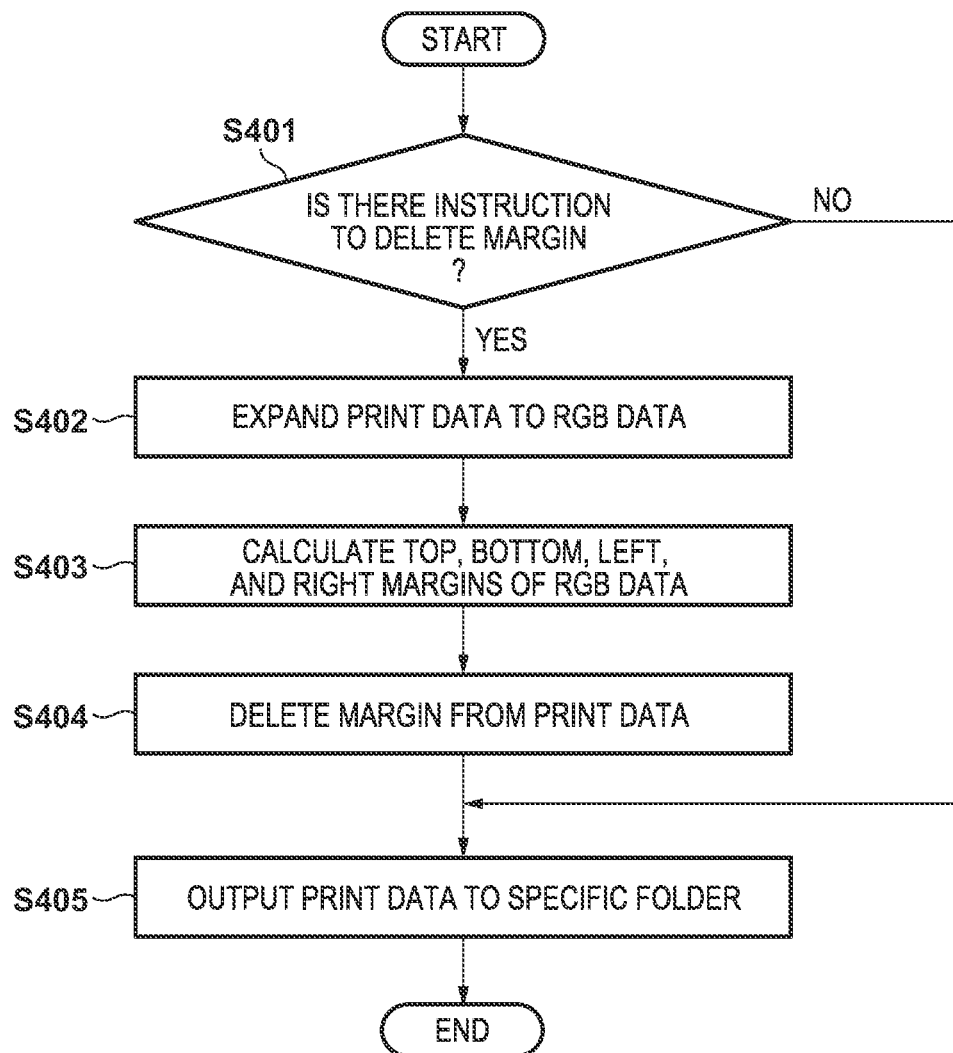 START
S401
IS THERE INSTRUCTION
TO DELETE MARGIN
?
NO
YES
S402
EXPAND PRINT DATA TO RGB DATA
S403
CALCULATE TOP, BOTTOM, LEFT,
AND RIGHT MARGINS OF RGB DATA
S404
DELETE MARGIN FROM PRINT DATA
S405
OUTPUT PRINT DATA TO SPECIFIC FOLDER
END